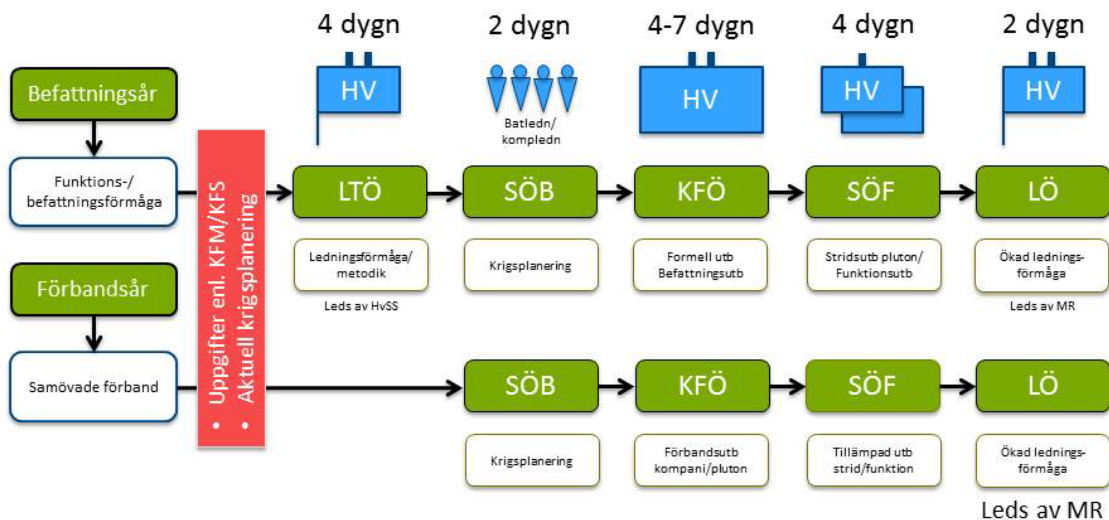 4 dygn
2 dygn
4-7 dygn
4 dygn
2 dygn
HV
Batledn/
kompledn
HV
HV
HV
Befattningsår
Funktions-/
befattningsförmåga
Förbandsår
Samövade förband
• Uppgifter enl. KFM/KFS
• Aktuell krigsplanering
LTÖ
SÖB
KFÖ
SÖF
LÖ
Ledningsförmåga/
metodik
Leds av HvSS
Krigsplanering
Formell utb
Befattningsutb
Stridsutb pluton/
Funktionsutb
Ökad lednings-
förmåga
Leds av MR
SÖB
KFÖ
SÖF
LÖ
Krigsplanering
Förbandsutb
kompani/pluton
Tillämpad utb
strid/funktion
Ökad lednings-
förmåga
Leds av MR